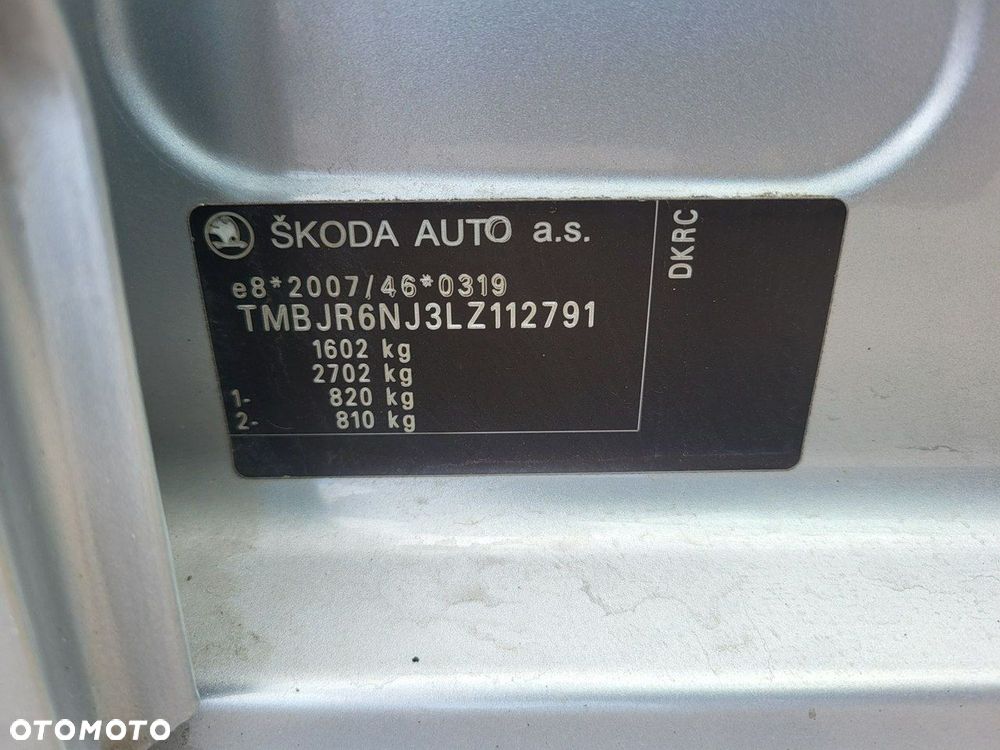 ŠKODA AUTO a.s.
DKRC
e8*2007/46*0319
TMBJR6NJ3LZ112791
1602 kg
2702 kg
1- 820 kg
2- 810 kg
OTOMOTO